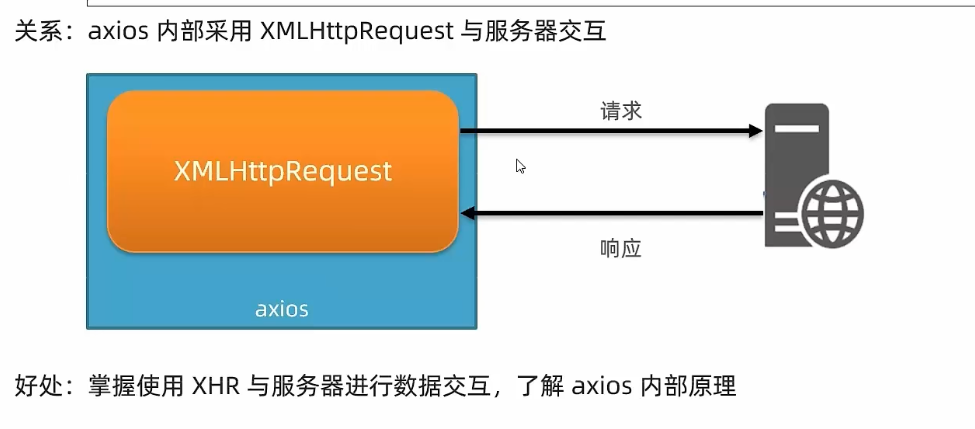 关系：axios 内部采用 XMLHttpRequest 与服务器交互
请求
XMLHttpRequest
响应
axios
好处：掌握使用 XHR 与服务器进行数据交互，了解 axios 内部原理